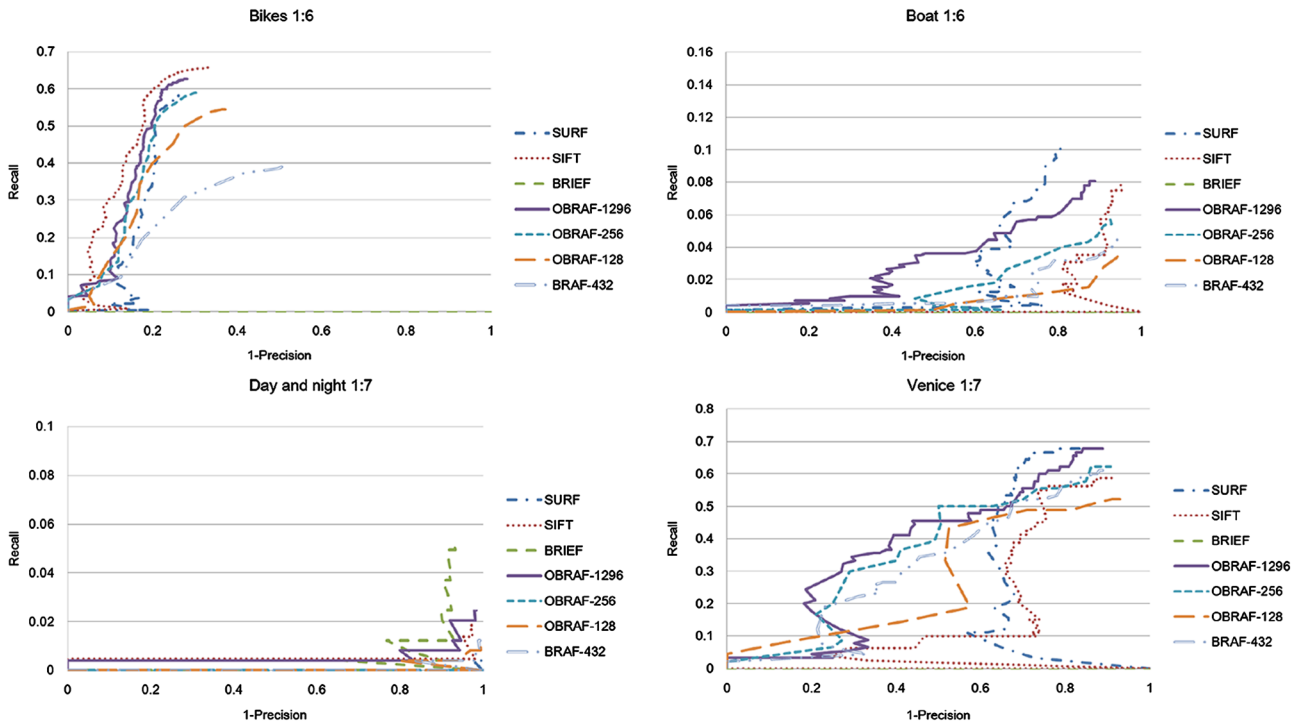 Bikes 1:6
0.7
0.6
0.5
0.4
0.3
0.2
0.1
0
Recall
0 0.2 0.4 0.6 0.8 1
1-Precision
SURF
SIFT
BRIEF
OBRAF-1296
OBRAF-256
OBRAF-128
BRAF-432
Boat 1:6
0.16
0.14
0.12
0.1
0.08
0.06
0.04
0.02
0
Recall
0 0.2 0.4 0.6 0.8 1
1-Precision
SURF
SIFT
BRIEF
OBRAF-1296
OBRAF-256
OBRAF-128
BRAF-432
Day and night 1:7
0.1
0.08
0.06
0.04
0.02
0
Recall
0 0.2 0.4 0.6 0.8 1
1-Precision
SURF
SIFT
BRIEF
OBRAF-1296
OBRAF-256
OBRAF-128
BRAF-432
Venice 1:7
0.8
0.7
0.6
0.5
0.4
0.3
0.2
0.1
0
Recall
0 0.2 0.4 0.6 0.8 1
1-Precision
SURF
SIFT
BRIEF
OBRAF-1296
OBRAF-256
OBRAF-128
BRAF-432